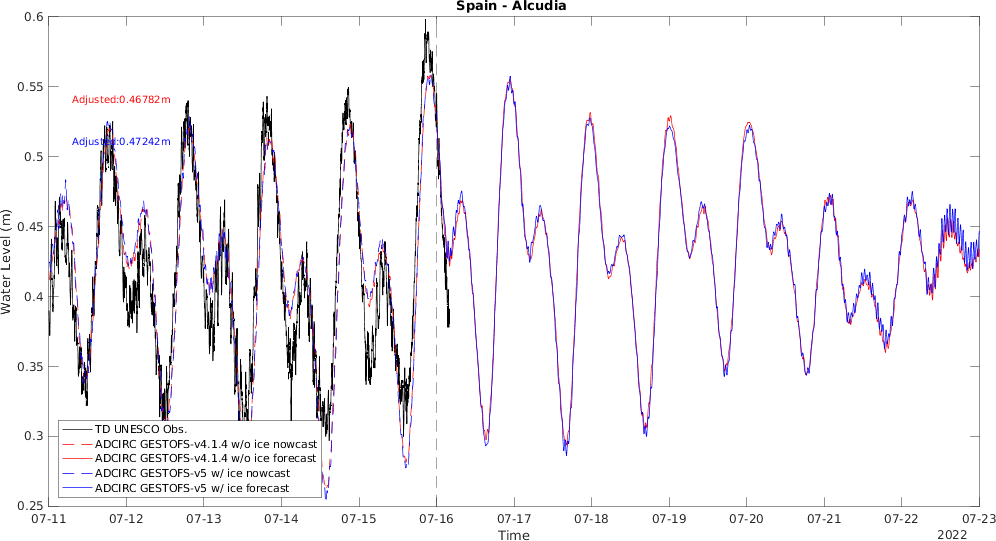 Spain - Alcudia
0.6
0.55
0.5
0.45
0.4
0.35
0.3
0.25
Water Level (m)
Adjusted:0.46782m
Adjusted:0.47242m
TD UNESCO Obs.
ADCIRC GESTOFS-v4.1.4 w/o ice nowcast
ADCIRC GESTOFS-v4.1.4 w/o ice forecast
ADCIRC GESTOFS-v5 w/ ice nowcast
ADCIRC GESTOFS-v5 w/ ice forecast
07-11 07-12 07-13 07-14 07-15 07-16 07-17 07-18 07-19 07-20 07-21 07-22 07-23
Time
2022